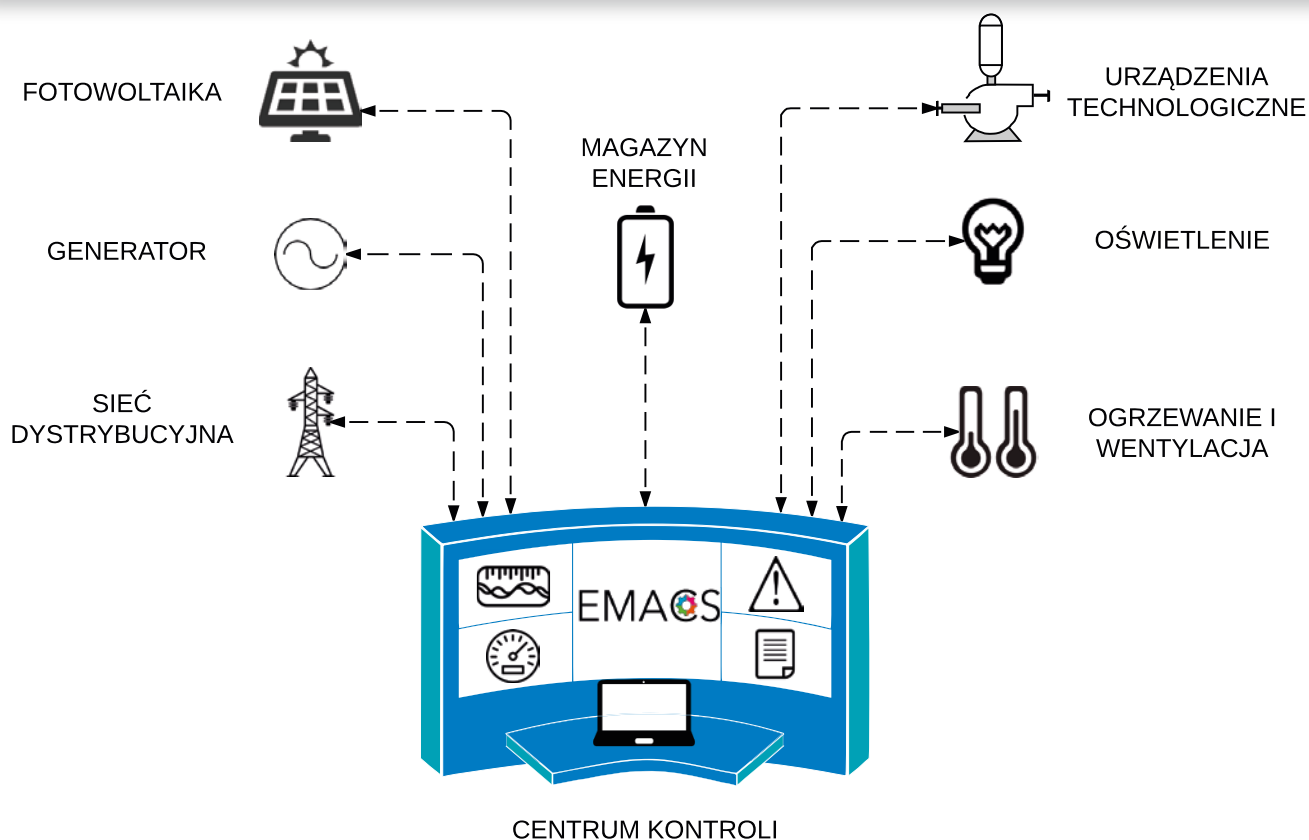 FOTOWOLTAIKA
GENERATOR
SIEĆ
DYSTRYBUCYJNA
MAGAZYN
ENERGII
URZĄDZENIA
TECHNOLOGICZNE
OŚWIETLENIE
OGRZEWANIE I
WENTYLACJA
EMACS
CENTRUM KONTROLI